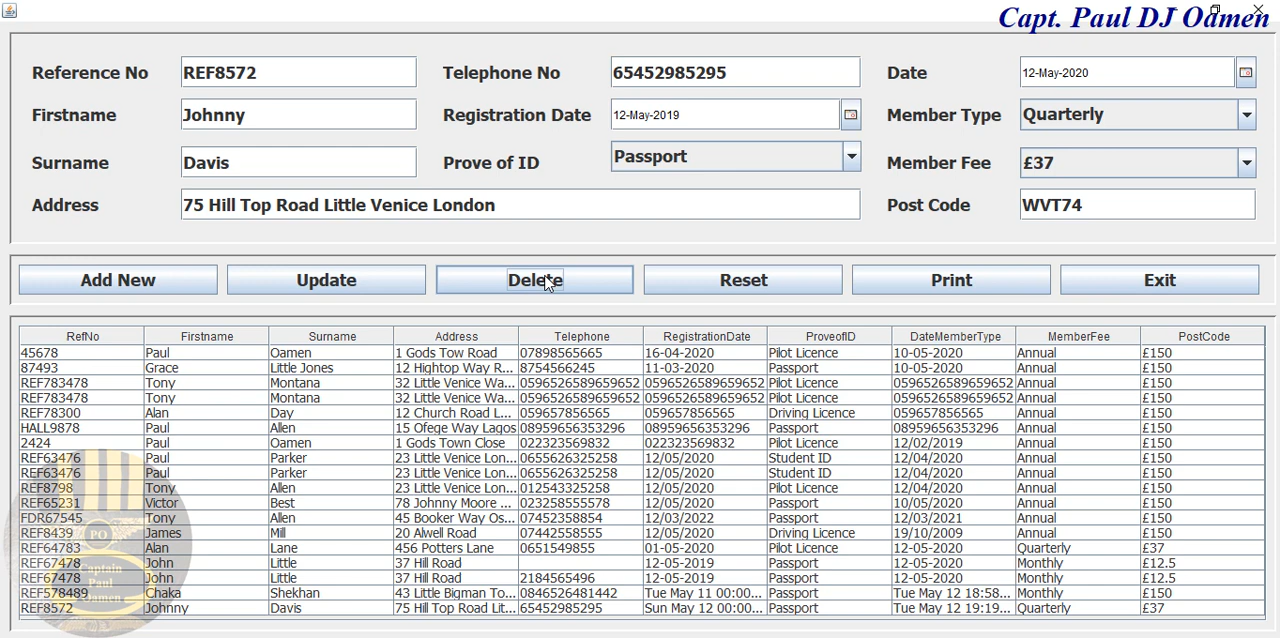 Capt. Paul DJ Oamen
Reference No REF8572 Telephone No 65452985295 Date 12-May-2020
Firstname Johnny Registration Date 12-May-2019 Member Type Quarterly
Surname Davis Prove of ID Passport Member Fee £37
Address 75 Hill Top Road Little Venice London Post Code WVT74
Add New Update Delete Reset Print Exit
RefNo Firstname Surname Address Telephone RegistrationDate ProveofID DateMemberType MemberFee PostCode
45678 Paul Oamen 1 Gods Tow Road 07898565665 16-04-2020 Pilot Licence 10-05-2020 Annual £150
87493 Grace Little Jones 12 Hightop Way R... 8754566245 11-03-2020 Passport 10-05-2020 Annual £150
REF783478 Tony Montana 32 Little Venice Wa... 0596526589659652 0596526589659652 Pilot Licence 0596526589659652 Annual £150
REF783478 Tony Montana 32 Little Venice Wa... 0596526589659652 0596526589659652 Pilot Licence 0596526589659652 Annual £150
REF78300 Alan Day 12 Church Road L... 059657856565 059657856565 Driving Licence 059657856565 Annual £150
HALL9878 Paul Allen 15 Ofege Way Lagos 08959656353296 08959656353296 Passport 08959656353296 Annual £150
2424 Paul Oamen 1 Gods Town Close 022323569832 022323569832 Pilot Licence 12/02/2019 Annual £150
REF63476 Paul Parker 23 Little Venice Lon... 0655626325258 12/05/2020 Student ID 12/04/2020 Annual £150
REF63476 Paul Parker 23 Little Venice Lon... 0655626325258 12/05/2020 Student ID 12/04/2020 Annual £150
REF8798 Tony Allen 23 Little Venice Lon... 012543325258 12/05/2020 Pilot Licence 12/04/2020 Annual £150
REF65231 Victor Best 78 Johnny Moore ... 023258555578 12/05/2020 Passport 10/05/2020 Annual £150
FDR67545 Tony Allen 45 Booker Way Os... 07452358854 12/03/2022 Passport 12/03/2021 Annual £150
REF8439 James Mill 20 Alwell Road 07442558555 12/05/2020 Driving Licence 19/10/2009 Annual £150
REF64783 Alan Lane 456 Potters Lane 0651549855 01-05-2020 Pilot Licence 12-05-2020 Quarterly £37
REF67478 John Little 37 Hill Road 12-05-2019 Passport 12-05-2020 Monthly £12.5
REF67478 John Little 37 Hill Road 2184565496 12-05-2019 Passport 12-05-2020 Monthly £12.5
REF578489 Chaka Shekhan 43 Little Bigman To... 0822626481442 Tue May 11 00:00... Passport Tue May 12 18:58... Monthly £150
REF8572 Johnny Davis 75 Hill Top Road Lit... 65452985295 Sun May 12 00:00... Passport Tue May 12 19:19... Quarterly £37
PO
Captain
Paul
Oamen